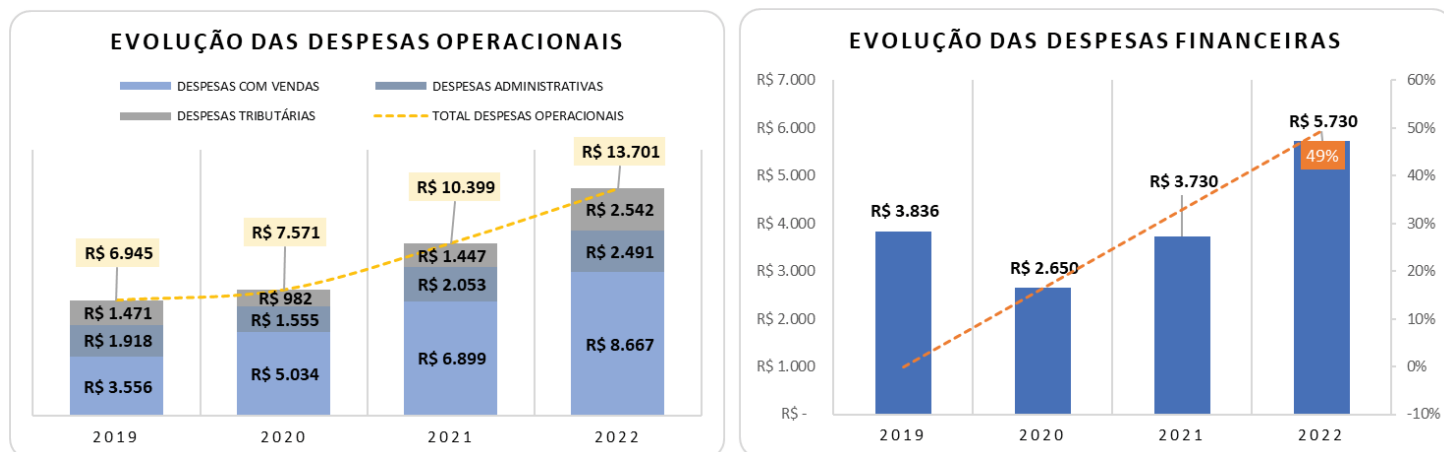 EVOLUÇÃO DAS DESPESAS OPERACIONAIS
DESPESAS COM VENDAS
DESPESAS ADMINISTRATIVAS
DESPESAS TRIBUTÁRIAS
TOTAL DESPESAS OPERACIONAIS
R$ 13.701
R$ 10.399
R$ 7.571
R$ 6.945
R$ 1.471
R$ 982
R$ 1.447
R$ 2.542
R$ 1.918
R$ 1.555
R$ 2.053
R$ 2.491
R$ 3.556
R$ 5.034
R$ 6.899
R$ 8.667
2019
2020
2021
2022
EVOLUÇÃO DAS DESPESAS FINANCEIRAS
R$ 7.000
R$ 6.000
R$ 5.000
R$ 4.000
R$ 3.000
R$ 2.000
R$ 1.000
R$ -
R$ 3.836
R$ 2.650
R$ 3.730
R$ 5.730
49%
60%
50%
40%
30%
20%
10%
0%
-10%
2019
2020
2021
2022